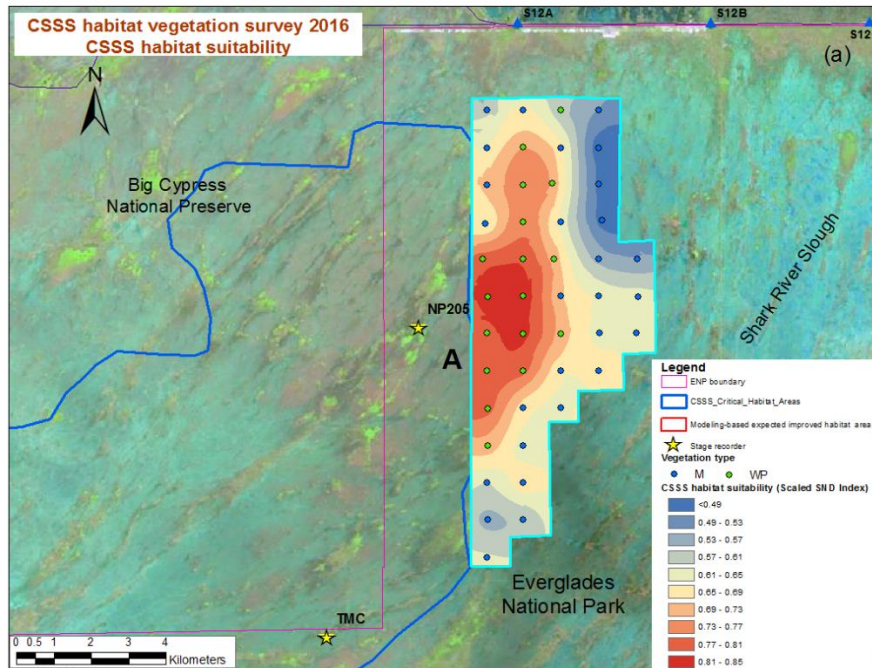 CSSS habitat vegetation survey 2016
CSSS habitat suitability
S12A
S12B
S12
(a)
N
Big Cypress
National Preserve
NP205
A
Shark River Slough
Everglades
National Park
TMC
0 0.5 1 2 3 4
Kilometers
Legend
ENP boundary
CSSS_Critical_Habitat_Areas
Modeling-based expected improved habitat area
Stage recorder
Vegetation type
M WP
CSSS habitat suitability (Scaled SND Index)
<0.49
0.49 - 0.53
0.53 - 0.57
0.57 - 0.61
0.61 - 0.65
0.65 - 0.69
0.69 - 0.73
0.73 - 0.77
0.77 - 0.81
0.81 - 0.85